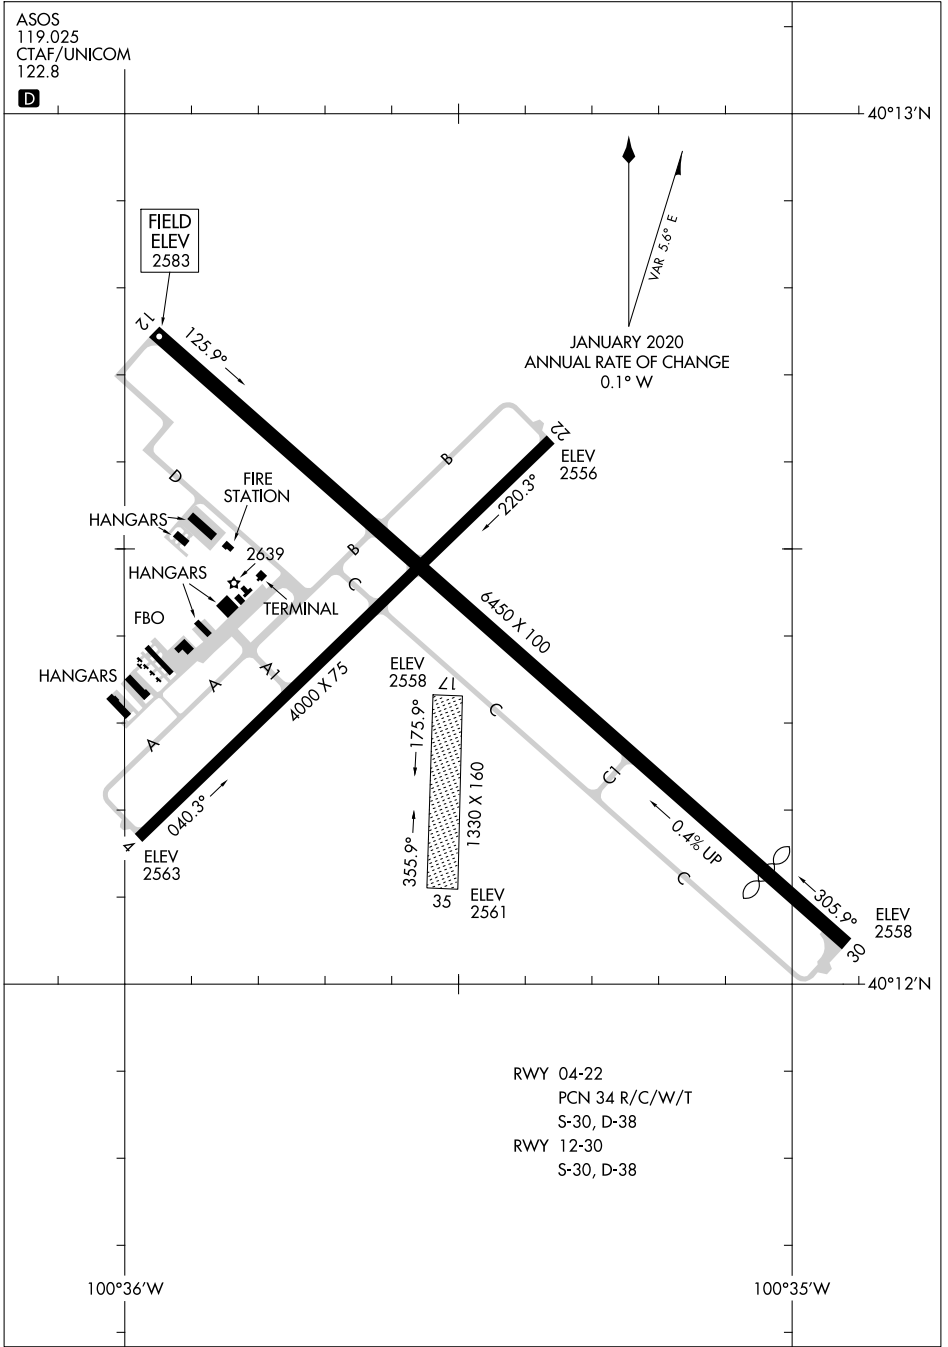 ASOS
119.025
CTAF/UNICOM
122.8
D
40°13'N
FIELD
ELEV
2583
VAR 5.6° E
JANUARY 2020
ANNUAL RATE OF CHANGE
0.1° W
12
125.9°
22
ELEV
2556
220.3°
B
B
D
FIRE
STATION
HANGARS
2639
HANGARS
TERMINAL
FBO
HANGARS
C
6450 X 100
A
A1
4000 X 75
A
040.3°
4
ELEV
2563
ELEV
2558
17
175.9°
1330 X 160
355.9°
35
ELEV
2561
C
C1
0.4% UP
C
305.9°
ELEV
2558
30
40°12'N
RWY 04-22
PCN 34 R/C/W/T
S-30, D-38
RWY 12-30
S-30, D-38
100°36'W
100°35'W